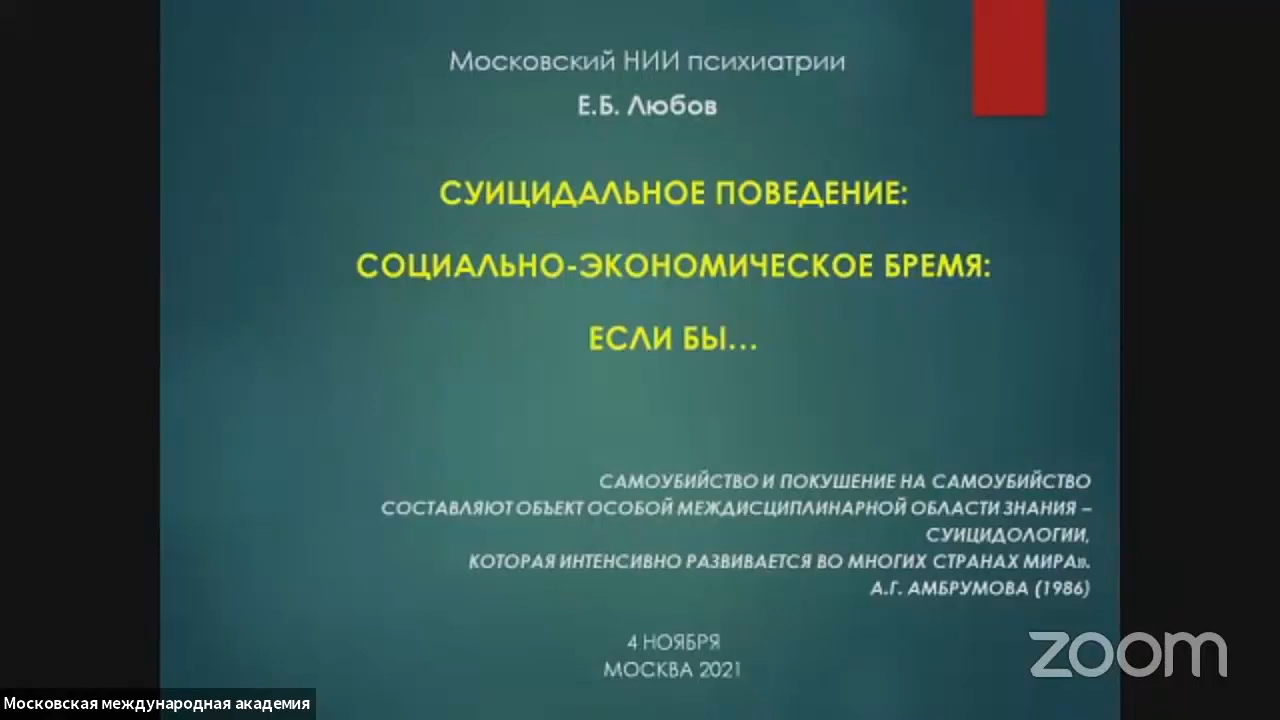 Московский НИИ психиатрии
Е.Б. Любов
СУИЦИДАЛЬНОЕ ПОВЕДЕНИЕ:
СОЦИАЛЬНО-ЭКОНОМИЧЕСКОЕ БРЕМЯ:
ЕСЛИ БЫ...
САМОУБИЙСТВО И ПОКУШЕНИЕ НА САМОУБИЙСТВО
СОСТАВЛЯЮТ ОБЪЕКТ ОСОБОЙ МЕЖДИСЦИПЛИНАРНОЙ ОБЛАСТИ ЗНАНИЯ –
СУИЦИДОЛОГИИ,
КОТОРАЯ ИНТЕНСИВНО РАЗВИВАЕТСЯ ВО МНОГИХ СТРАНАХ МИРА».
А.Г. АМБРУМОВА (1986)
4 НОЯБРЯ
МОСКВА 2021
zoom
Московская международная академия